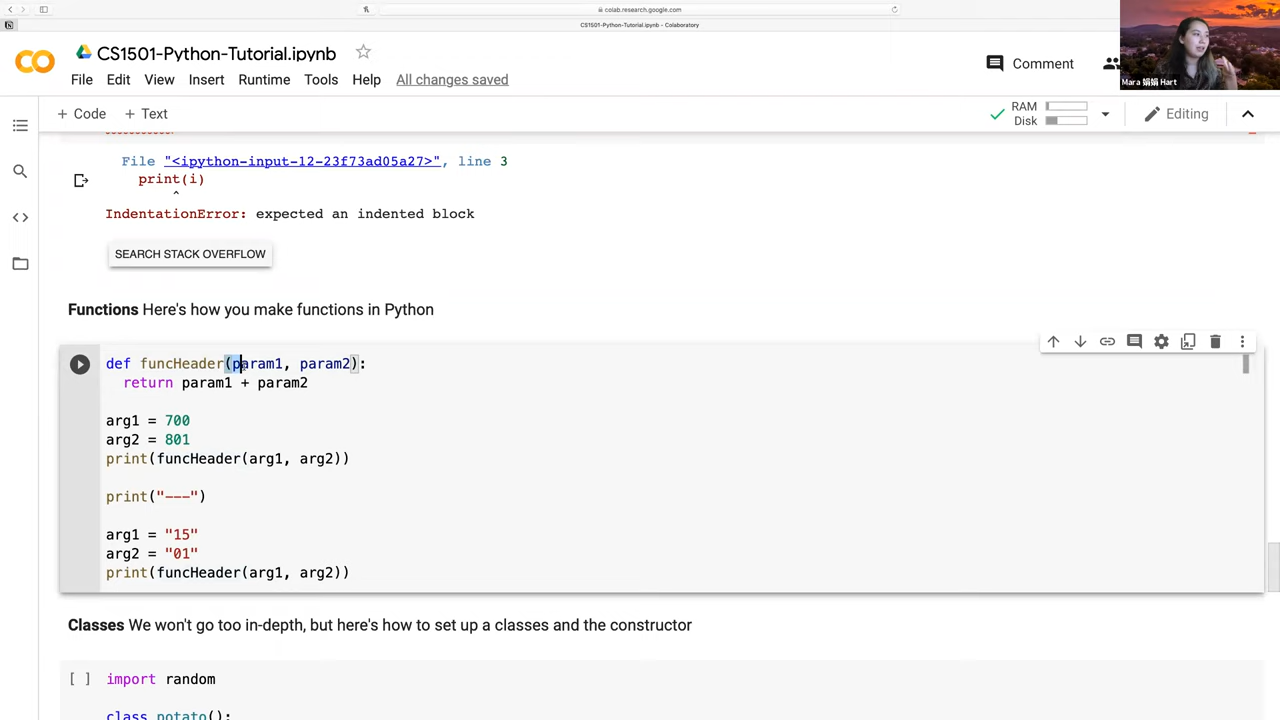 colab.research.google.com
CS1501-Python-Tutorial.ipynb - Colaboratory
CS1501-Python-Tutorial.ipynb
File Edit View Insert Runtime Tools Help All changes saved
Comment
Mara 娟娟 Hart
+ Code + Text
RAM
Disk
Editing
File "<ipython-input-12-23f73ad05a27>", line 3
print(i)
^
IndentationError: expected an indented block
SEARCH STACK OVERFLOW
Functions Here's how you make functions in Python
def funcHeader(param1, param2):
return param1 + param2
arg1 = 700
arg2 = 801
print(funcHeader(arg1, arg2))
print("---")
arg1 = "15"
arg2 = "01"
print(funcHeader(arg1, arg2))
Classes We won't go too in-depth, but here's how to set up a classes and the constructor
[ ] import random
class potato():